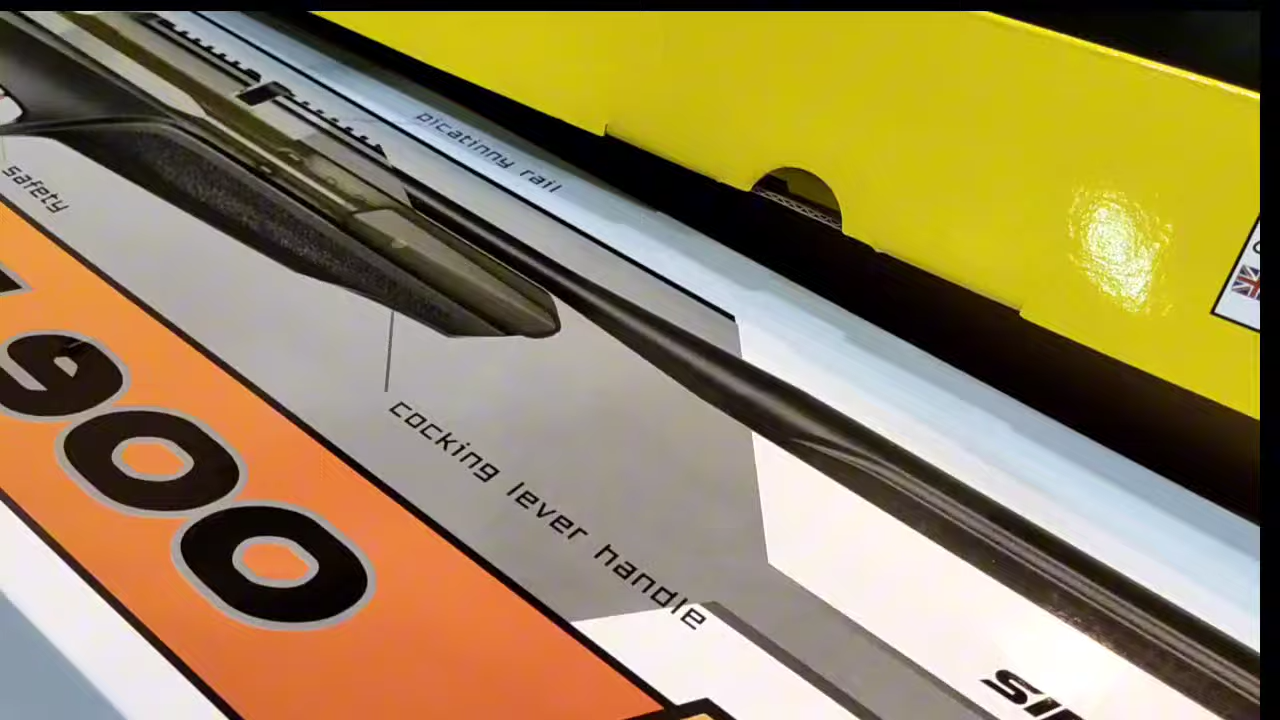 picatinny rail
safety
900
cocking lever handle